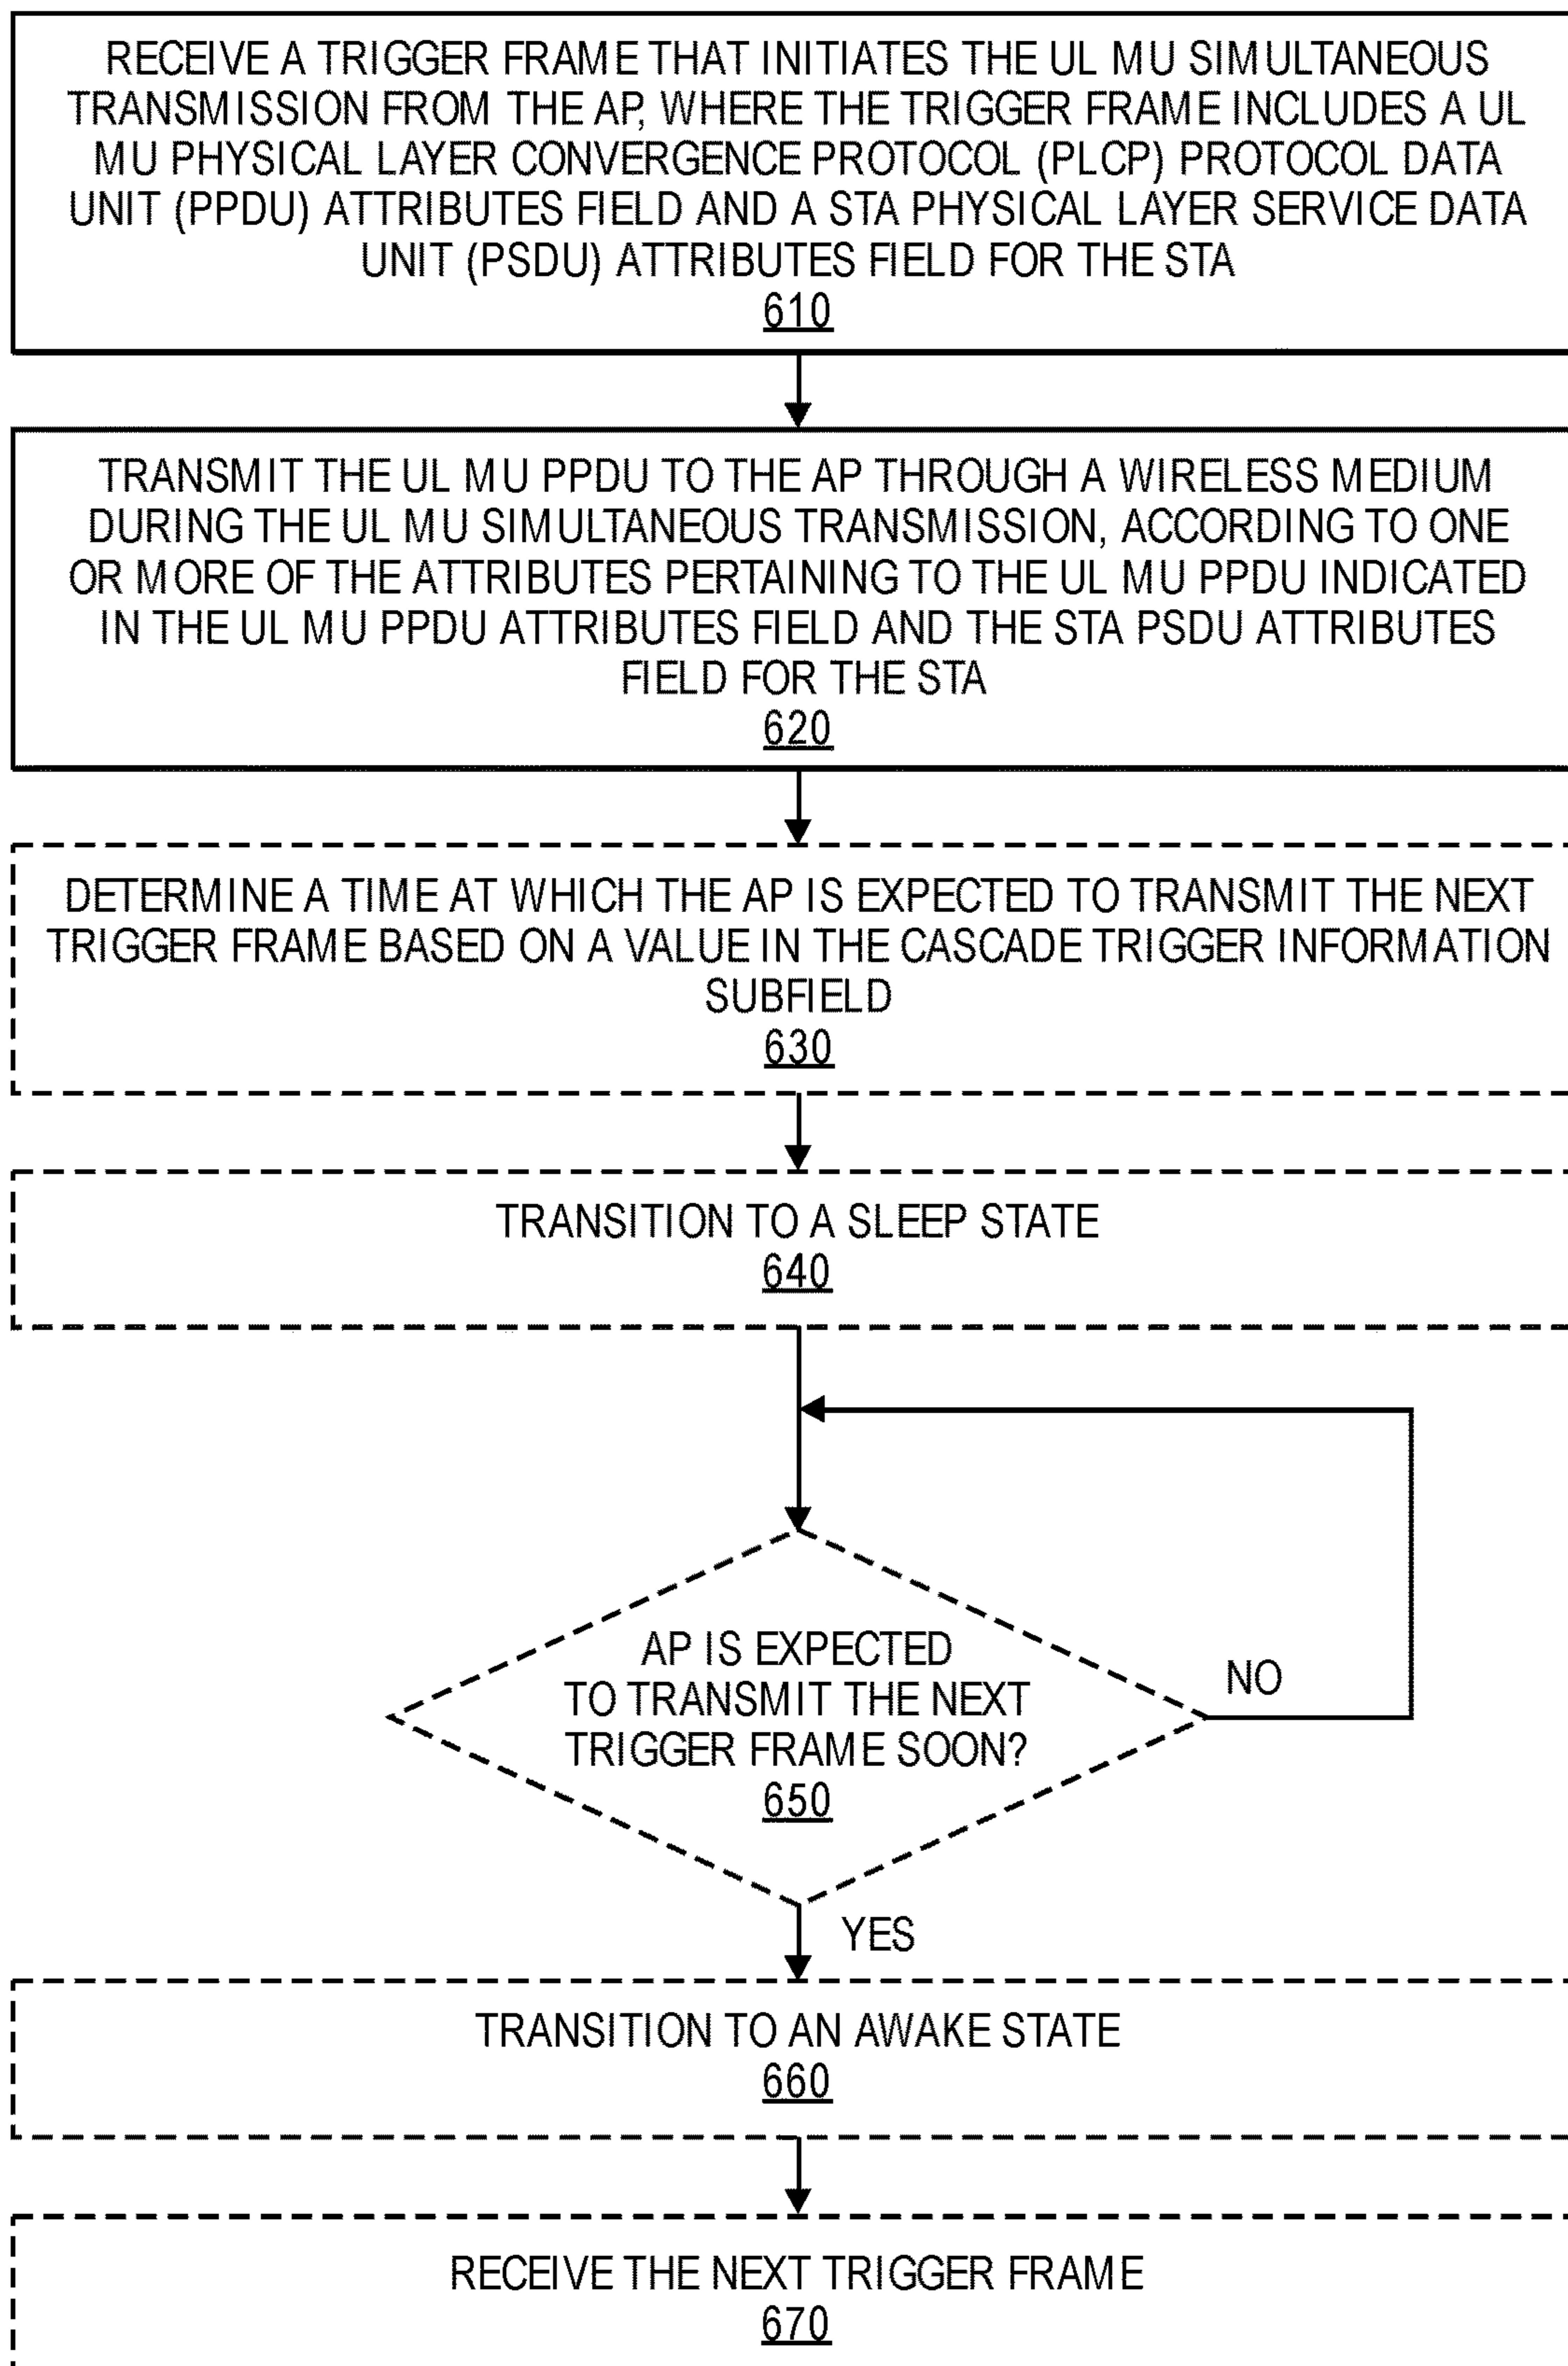 RECEIVE A TRIGGER FRAME THAT INITIATES THE UL MU SIMULTANEOUS
TRANSMISSION FROM THE AP, WHERE THE TRIGGER FRAME INCLUDES A UL
MU PHYSICAL LAYER CONVERGENCE PROTOCOL (PLCP) PROTOCOL DATA
UNIT (PPDU) ATTRIBUTES FIELD AND A STA PHYSICAL LAYER SERVICE DATA
UNIT (PSDU) ATTRIBUTES FIELD FOR THE STA
610
TRANSMIT THE UL MU PPDU TO THE AP THROUGH A WIRELESS MEDIUM
DURING THE UL MU SIMULTANEOUS TRANSMISSION, ACCORDING TO ONE
OR MORE OF THE ATTRIBUTES PERTAINING TO THE UL MU PPDU INDICATED
IN THE UL MU PPDU ATTRIBUTES FIELD AND THE STA PSDU ATTRIBUTES
FIELD FOR THE STA
620
DETERMINE A TIME AT WHICH THE AP IS EXPECTED TO TRANSMIT THE NEXT
TRIGGER FRAME BASED ON A VALUE IN THE CASCADE TRIGGER INFORMATION
SUBFIELD
630
TRANSITION TO A SLEEP STATE
640
AP IS EXPECTED
TO TRANSMIT THE NEXT
TRIGGER FRAME SOON?
650
NO
YES
TRANSITION TO AN AWAKE STATE
660
RECEIVE THE NEXT TRIGGER FRAME
670